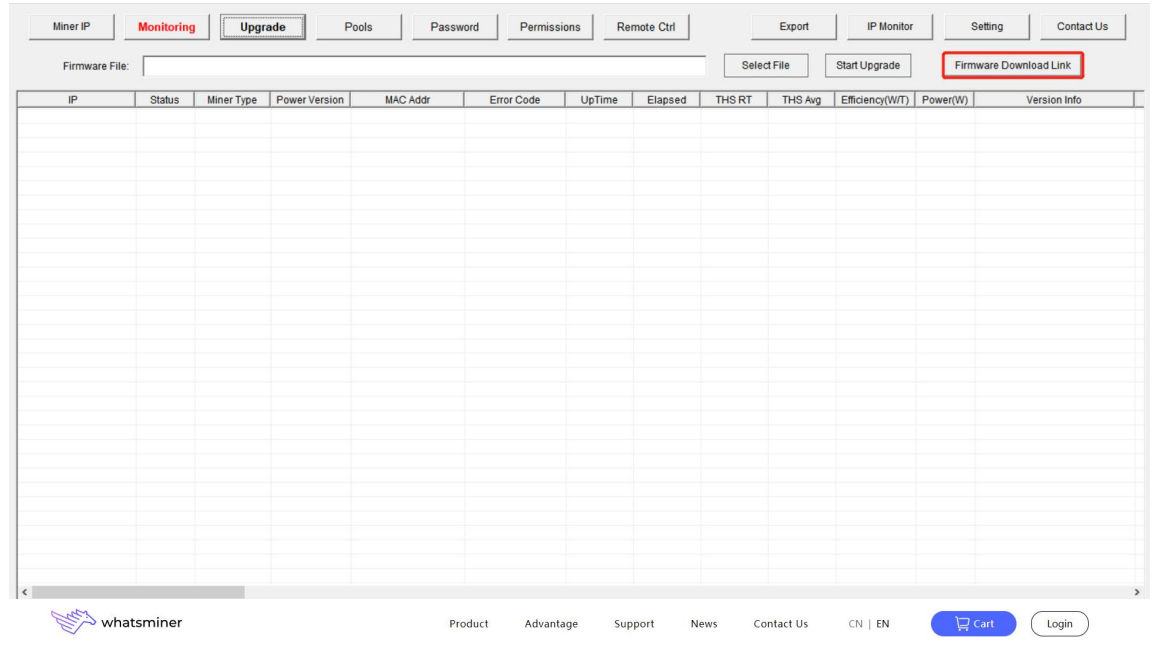 Miner IP Monitoring Upgrade Pools Password Permissions Remote Ctrl Export IP Monitor Setting Contact Us
Firmware File: Select File Start Upgrade Firmware Download Link
IP Status Miner Type Power Version MAC Addr Error Code UpTime Elapsed THS RT THS Avg Efficiency(W/T) Power(W) Version Info
whatsminer Product Advantage Support News Contact Us CN | EN Cart Login